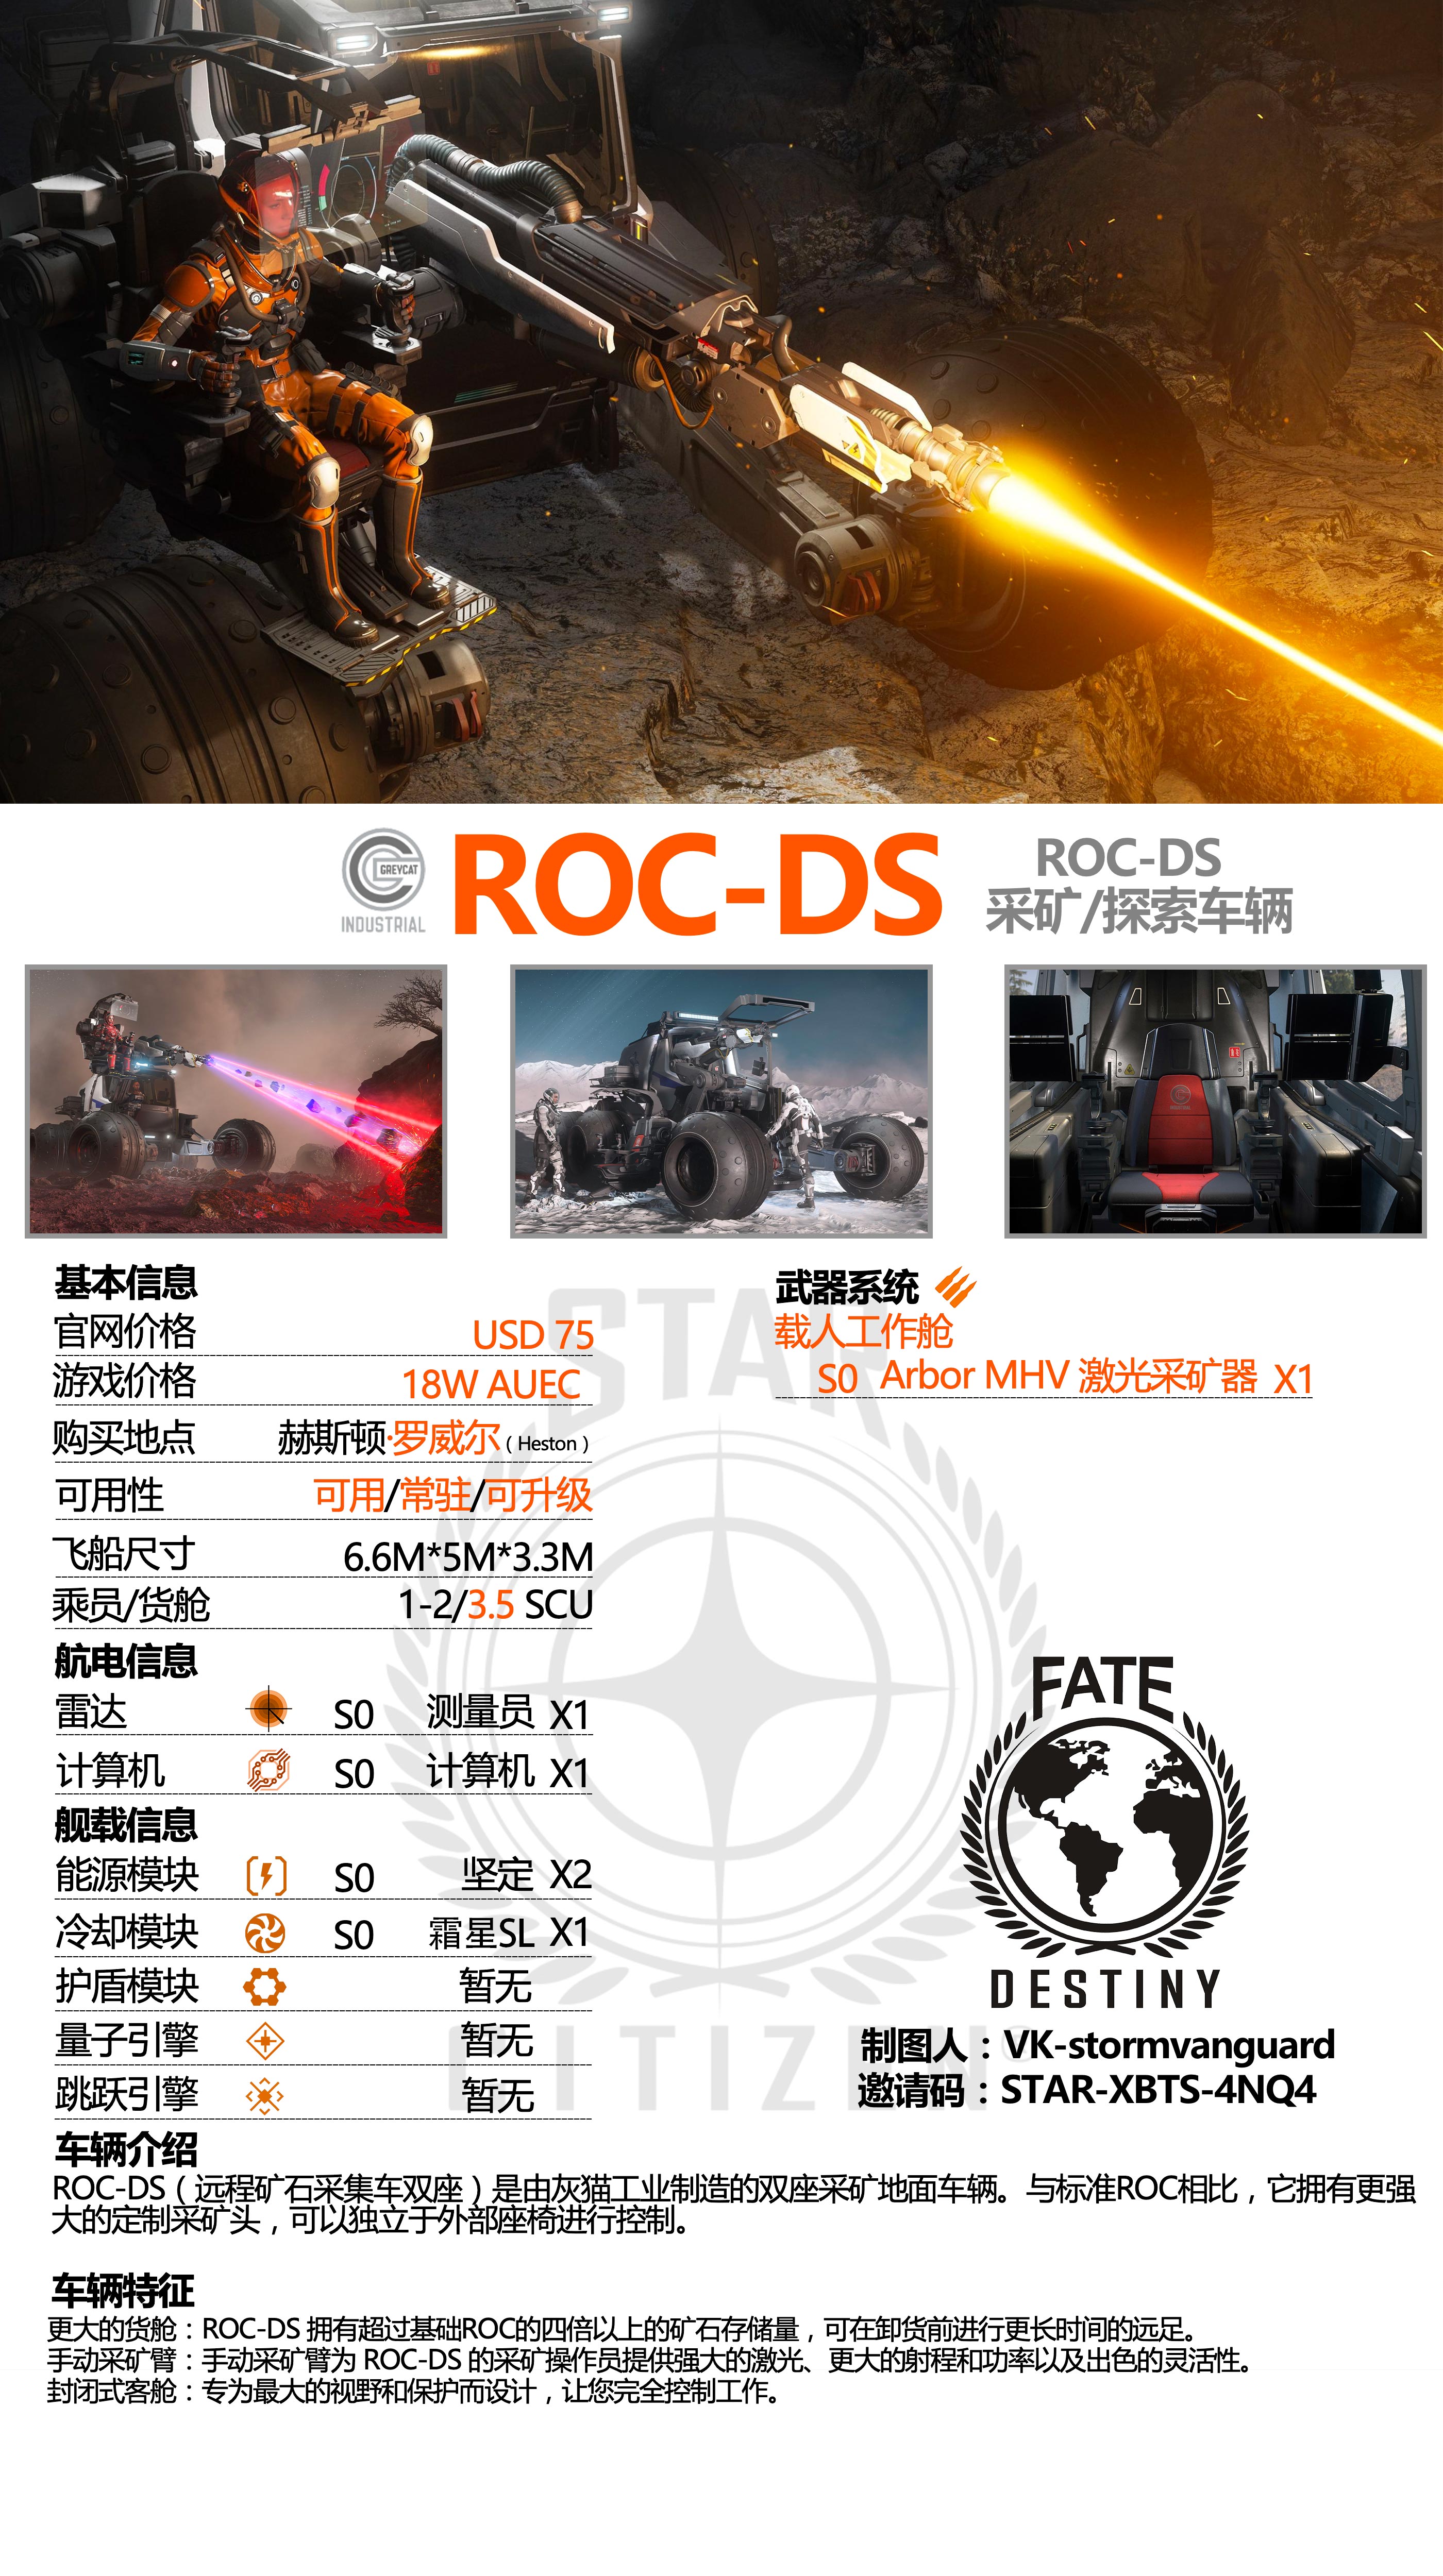 GREYCAT
INDUSTRIAL
ROC-DS
ROC-DS
采矿/探索车辆
基本信息
官网价格 USD 75
游戏价格 18W AUEC
购买地点 赫斯顿·罗威尔（Heston）
可用性 可用/常驻/可升级
飞船尺寸 6.6M*5M*3.3M
乘员/货舱 1-2/3.5 SCU
航电信息
雷达 S0 测量员 X1
计算机 S0 计算机 X1
舰载信息
能源模块 S0 坚定 X2
冷却模块 S0 霜星SL X1
护盾模块 暂无
量子引擎 暂无
跳跃引擎 暂无
武器系统
载人工作舱
S0 Arbor MHV 激光采矿器 X1
STAR
CITIZEN
FATE
DESTINY
制图人：VK-stormvanguard
邀请码：STAR-XBTS-4NQ4
车辆介绍
ROC-DS（远程矿石采集车双座）是由灰猫工业制造的双座采矿地面车辆。与标准ROC相比，它拥有更强
大的定制采矿头，可以独立于外部座椅进行控制。
车辆特征
更大的货舱：ROC-DS 拥有超过基础ROC的四倍以上的矿石存储量，可在卸货前进行更长时间的远足。
手动采矿臂：手动采矿臂为 ROC-DS 的采矿操作员提供强大的激光、更大的射程和功率以及出色的灵活性。
封闭式客舱：专为最大的视野和保护而设计，让您完全控制工作。